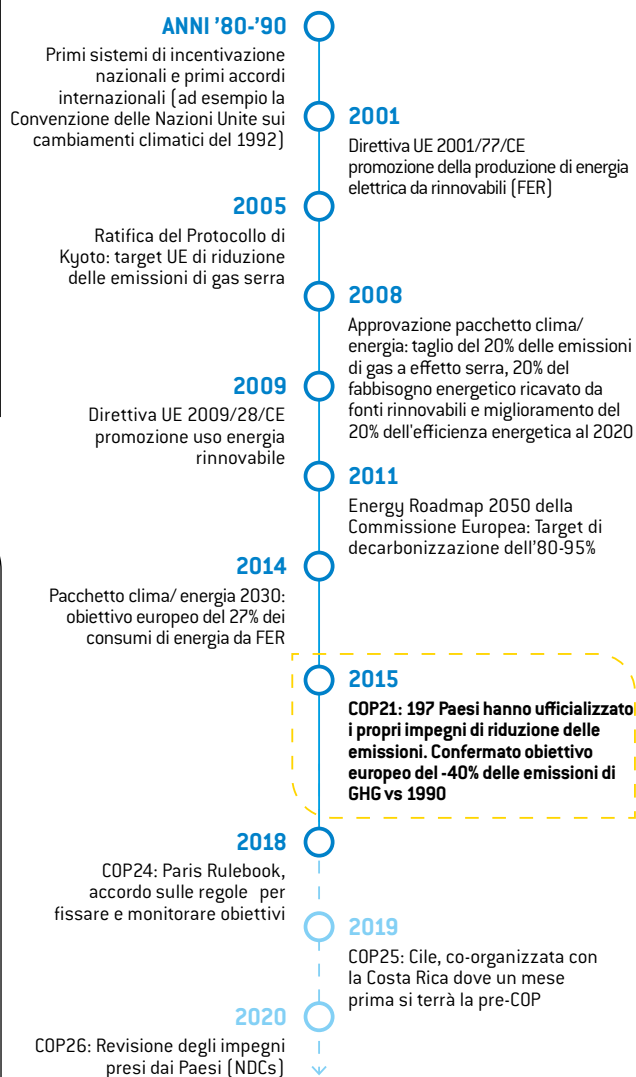 ANNI '80-'90
Primi sistemi di incentivazione
nazionali e primi accordi
internazionali (ad esempio la
Convenzione delle Nazioni Unite sui
cambiamenti climatici del 1992)
2001
Direttiva UE 2001/77/CE
promozione della produzione di energia
elettrica da rinnovabili (FER)
2005
Ratifica del Protocollo di
Kyoto: target UE di riduzione
delle emissioni di gas serra
2008
Approvazione pacchetto clima/
energia: taglio del 20% delle emissioni
di gas a effetto serra, 20% del
fabbisogno energetico ricavato da
fonti rinnovabili e miglioramento del
20% dell'efficienza energetica al 2020
2009
Direttiva UE 2009/28/CE
promozione uso energia
rinnovabile
2011
Energy Roadmap 2050 della
Commissione Europea: Target di
decarbonizzazione dell'80-95%
2014
Pacchetto clima/ energia 2030:
obiettivo europeo del 27% dei
consumi di energia da FER
2015
COP21: 197 Paesi hanno ufficializzato
i propri impegni di riduzione delle
emissioni. Confermato obiettivo
europeo del -40% delle emissioni di
GHG vs 1990
2018
COP24: Paris Rulebook,
accordo sulle regole per
fissare e monitorare obiettivi
2019
COP25: Cile, co-organizzata con
la Costa Rica dove un mese
prima si terrà la pre-COP
2020
COP26: Revisione degli impegni
presi dai Paesi (NDCs)